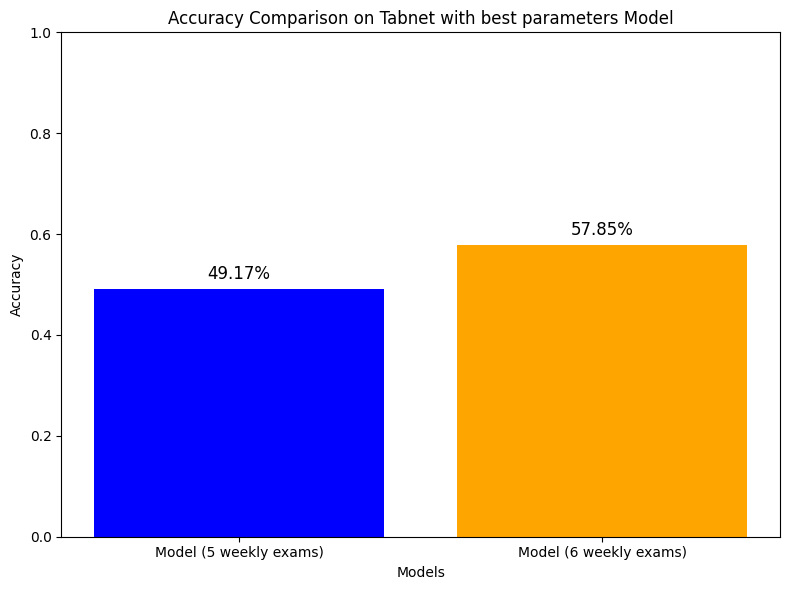 Accuracy Comparison on Tabnet with best parameters Model
1.0
0.8
0.6
0.4
0.2
0.0
Accuracy
49.17%
57.85%
Model (5 weekly exams)
Model (6 weekly exams)
Models